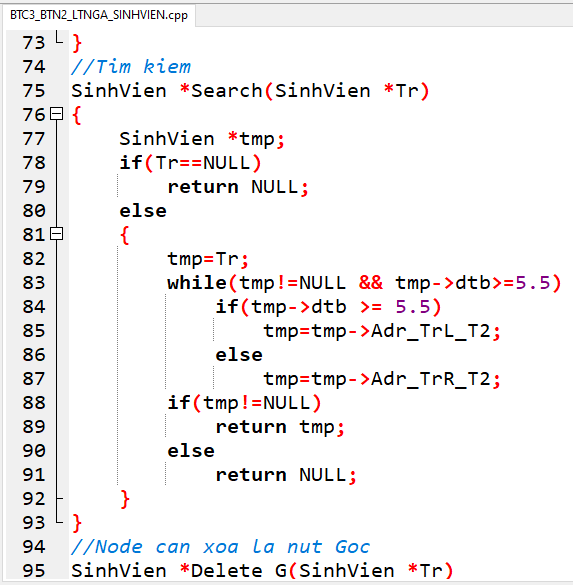 BTC3_BTN2_LTNGA_SINHVIEN.cpp
73 }
74 //Tim kiem
75 SinhVien *Search(SinhVien *Tr)
76 {
77     SinhVien *tmp;
78     if(Tr==NULL)
79         return NULL;
80     else
81     {
82         tmp=Tr;
83         while(tmp!=NULL && tmp->dtb>=5.5)
84             if(tmp->dtb >= 5.5)
85                 tmp=tmp->Adr_TrL_T2;
86             else
87                 tmp=tmp->Adr_TrR_T2;
88         if(tmp!=NULL)
89             return tmp;
90         else
91             return NULL;
92     }
93 }
94 //Node can xoa la nut Goc
95 SinhVien *Delete G(SinhVien *Tr)